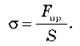 σ = F_up / S.